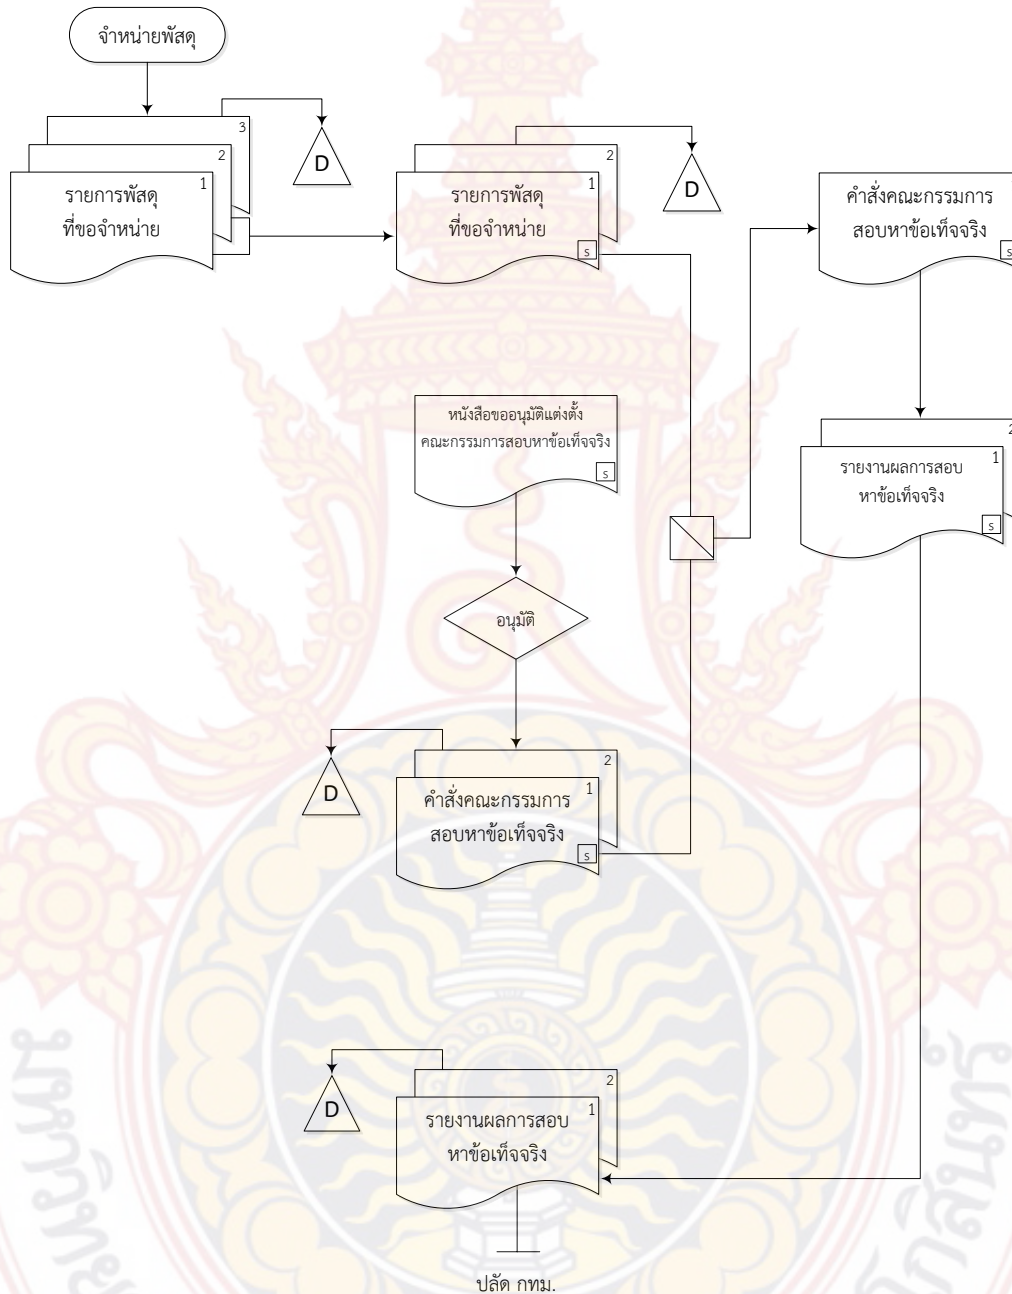 จำหน่ายพัสดุ
3
2
1
รายการพัสดุ
ที่ขอจำหน่าย
D
2
1
รายการพัสดุ
ที่ขอจำหน่าย
s
D
คำสั่งคณะกรรมการ
สอบหาข้อเท็จจริง
s
หนังสือขออนุมัติแต่งตั้ง
คณะกรรมการสอบหาข้อเท็จจริง
s
2
1
รายงานผลการสอบ
หาข้อเท็จจริง
s
อนุมัติ
D
2
1
คำสั่งคณะกรรมการ
สอบหาข้อเท็จจริง
s
D
2
1
รายงานผลการสอบ
หาข้อเท็จจริง
ปลัด กทม.